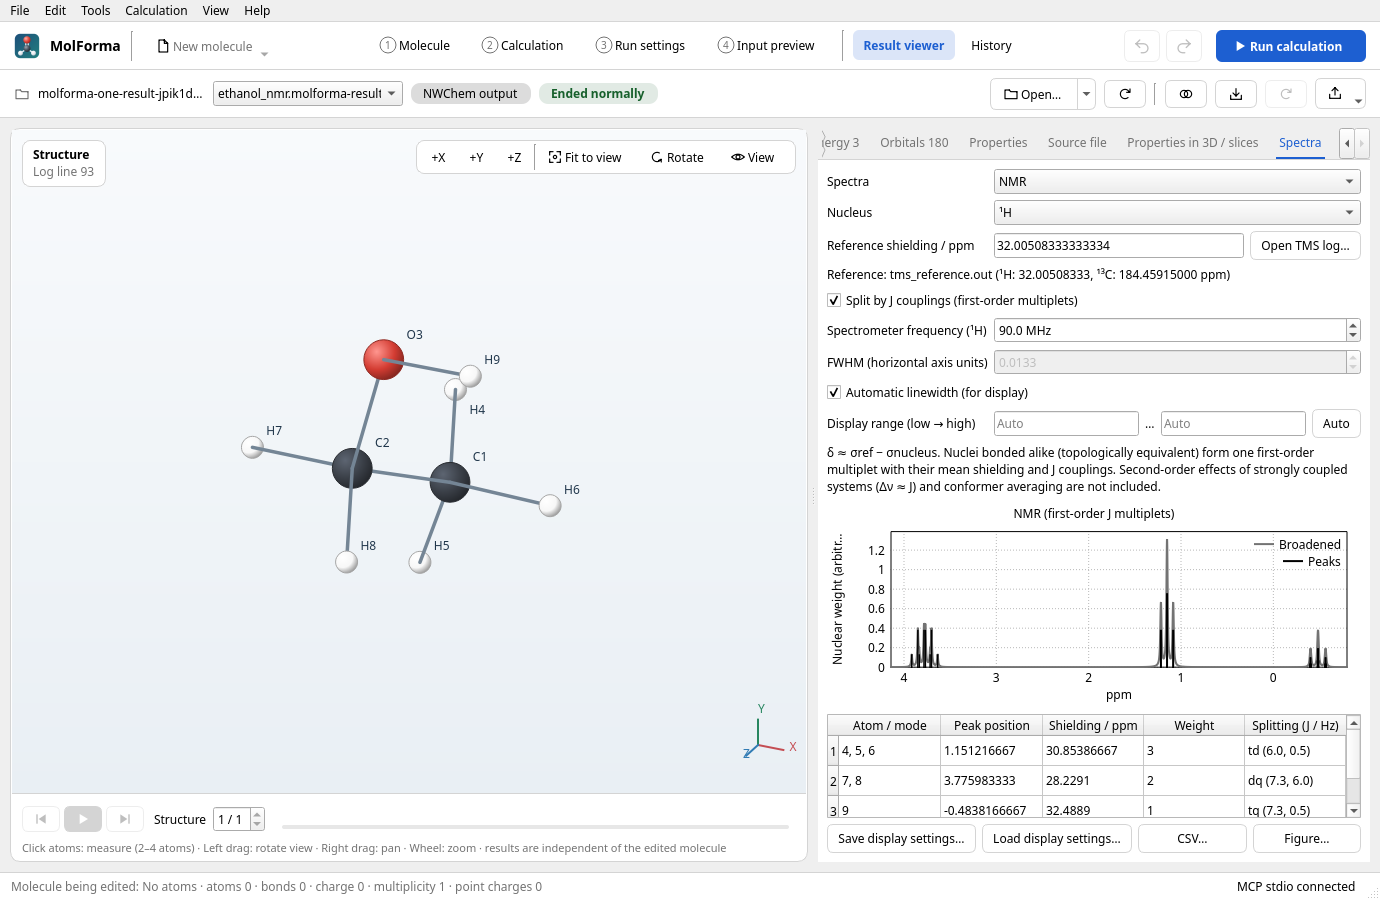 File Edit Tools Calculation View Help
MolForma New molecule 1 Molecule 2 Calculation 3 Run settings 4 Input preview Result viewer History Run calculation
molforma-one-result-jpik1d... ethanol_nmr.molforma-result NWChem output Ended normally Open...
Structure
Log line 93
+X +Y +Z Fit to view Rotate View
ergy 3 Orbitals 180 Properties Source file Properties in 3D / slices Spectra
Spectra NMR
Nucleus ¹H
Reference shielding / ppm 32.00508333333334 Open TMS log...
Reference: tms_reference.out (¹H: 32.00508333, ¹³C: 184.45915000 ppm)
Split by J couplings (first-order multiplets)
Spectrometer frequency (¹H) 90.0 MHz
FWHM (horizontal axis units) 0.0133
Automatic linewidth (for display)
Display range (low → high) Auto ... Auto Auto
δ ≈ σref − σnucleus. Nuclei bonded alike (topologically equivalent) form one first-order
multiplet with their mean shielding and J couplings. Second-order effects of strongly coupled
systems (Δν ≈ J) and conformer averaging are not included.
O3
H9
H4
H7
C2
C1
H6
H8
H5
Y
X
Z
NMR (first-order J multiplets)
Nuclear weight (arbitr...
1.2
1
0.8
0.6
0.4
0.2
0
Broadened
Peaks
4 3 2 1 0
ppm
Atom / mode Peak position Shielding / ppm Weight Splitting (J / Hz)
1 4, 5, 6 1.151216667 30.85386667 3 td (6.0, 0.5)
2 7, 8 3.775983333 28.2291 2 dq (7.3, 6.0)
3 9 -0.4838166667 32.4889 1 tq (7.3, 0.5)
Structure 1 / 1
Click atoms: measure (2–4 atoms) · Left drag: rotate view · Right drag: pan · Wheel: zoom · results are independent of the edited molecule
Save display settings... Load display settings... CSV... Figure...
Molecule being edited: No atoms · atoms 0 · bonds 0 · charge 0 · multiplicity 1 · point charges 0 MCP stdio connected